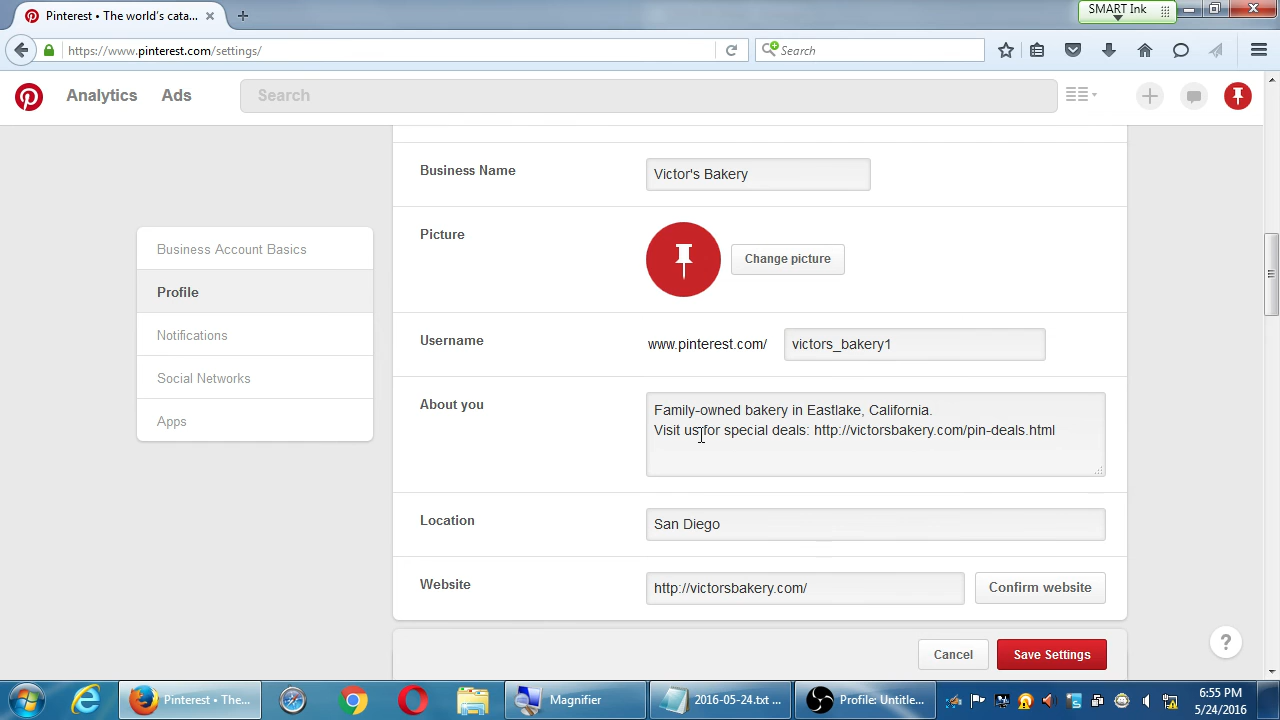 Pinterest • The world's cata...
SMART Ink
https://www.pinterest.com/settings/
Search
Analytics
Ads
Search
Business Name
Victor's Bakery
Picture
Change picture
Business Account Basics
Profile
Notifications
Social Networks
Apps
Username
www.pinterest.com/
victors_bakery1
About you
Family-owned bakery in Eastlake, California.
Visit us for special deals: http://victorsbakery.com/pin-deals.html
Location
San Diego
Website
http://victorsbakery.com/
Confirm website
Cancel
Save Settings
?
Pinterest • The...
Magnifier
2016-05-24.txt ...
Profile: Untitle...
6:55 PM
5/24/2016